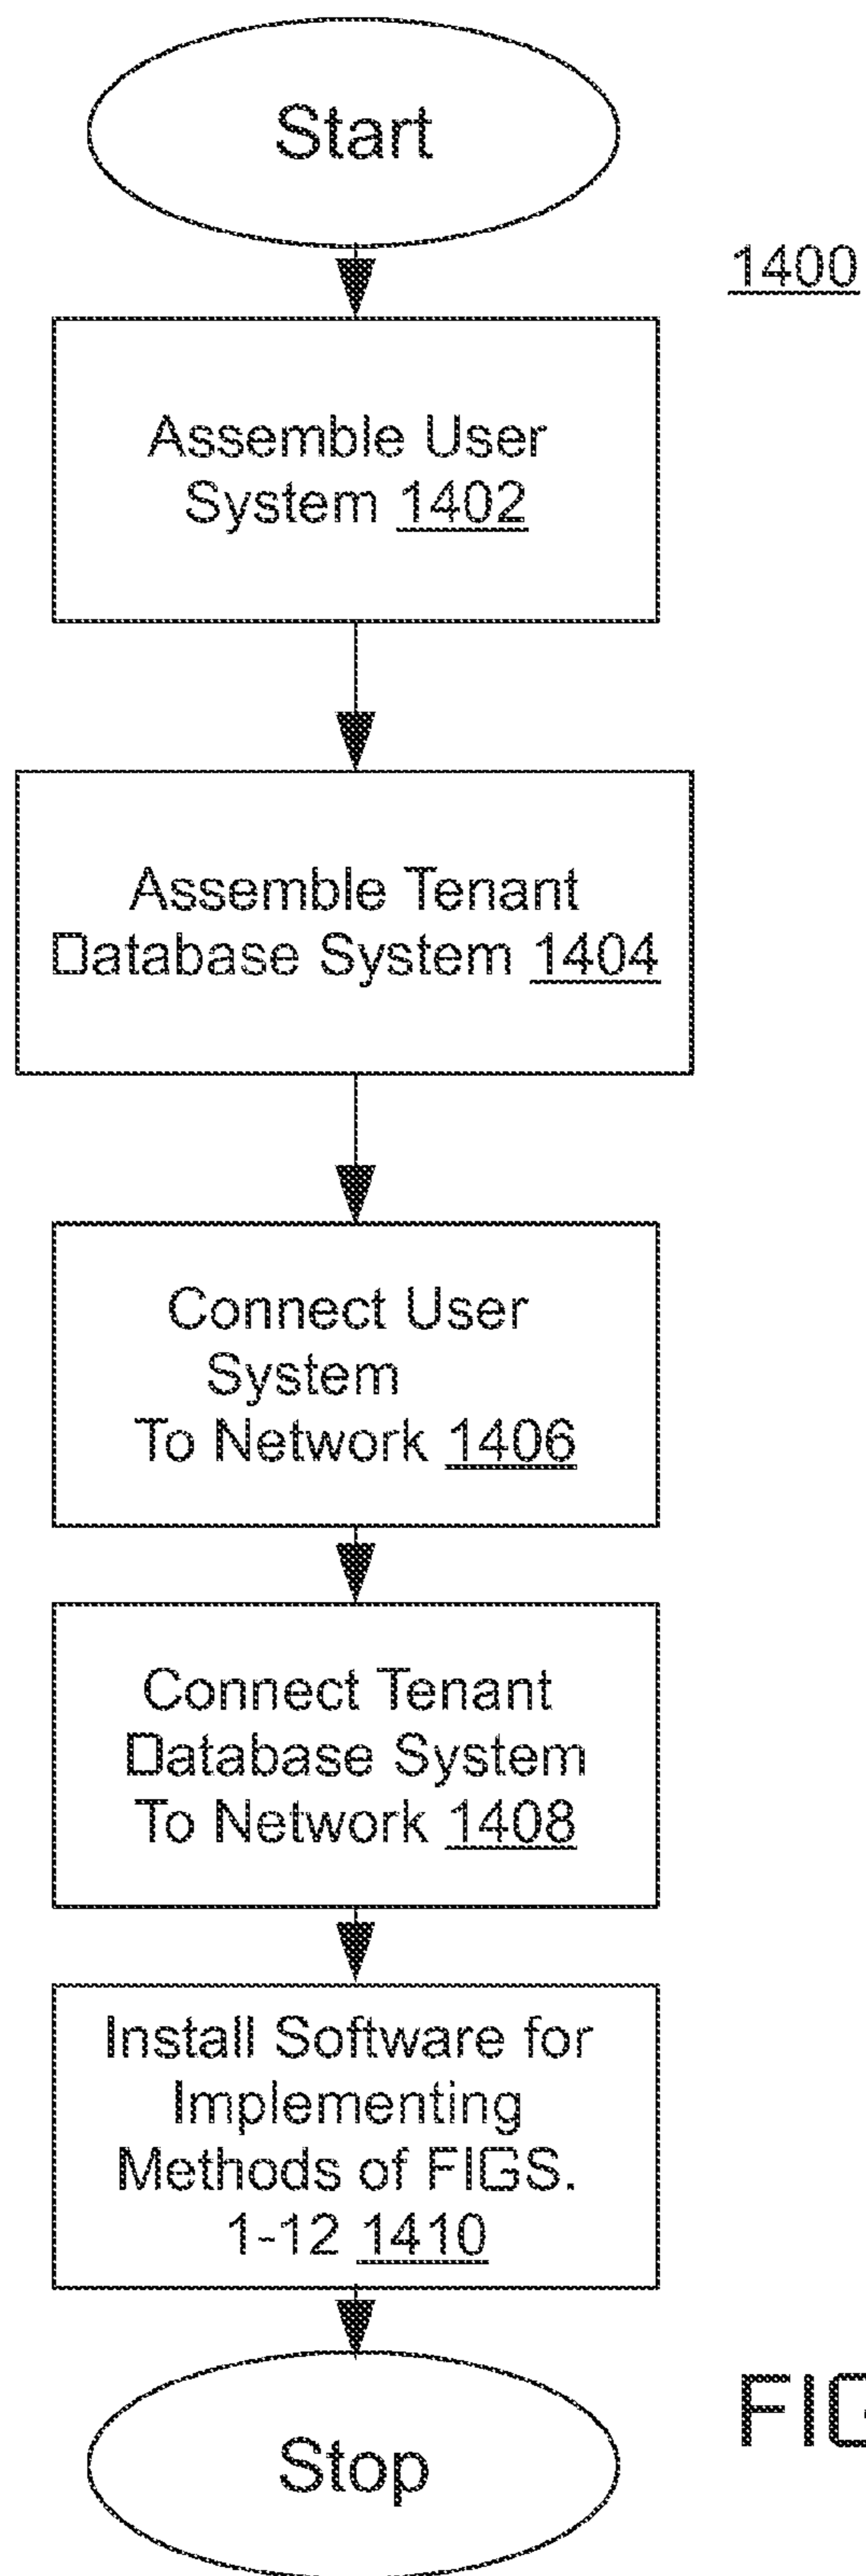 Start
1400
Assemble User
System 1402
Assemble Tenant
Database System 1404
Connect User
System
To Network 1406
Connect Tenant
Database System
To Network 1408
Install Software for
Implementing
Methods of FIGS.
1-12 1410
Stop